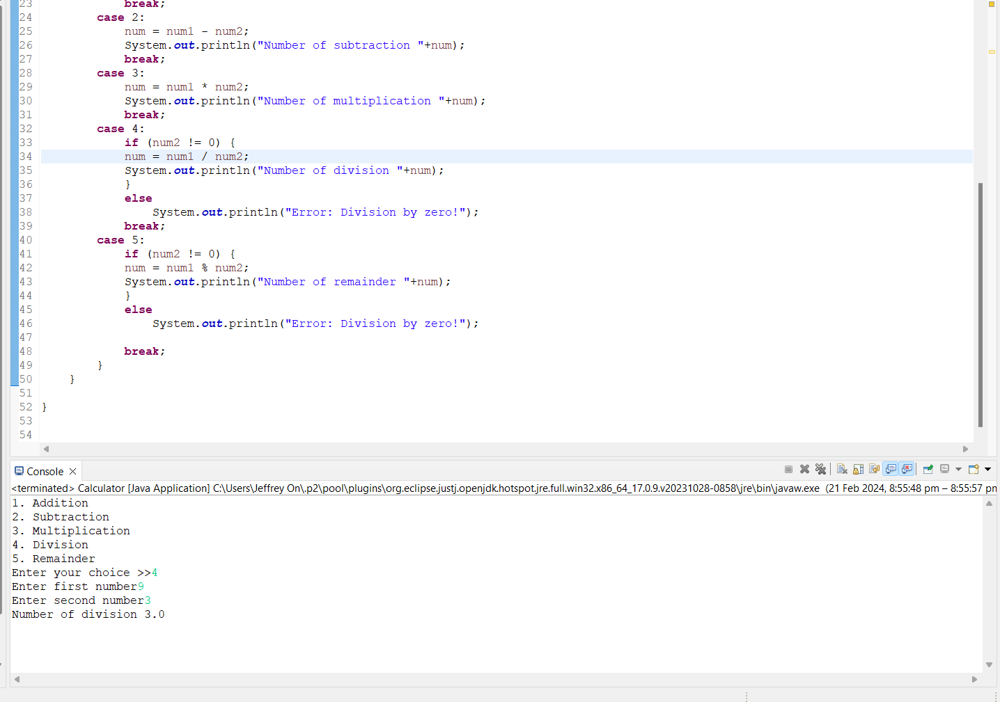 23 break;
24 case 2:
25 num = num1 - num2;
26 System.out.println("Number of subtraction "+num);
27 break;
28 case 3:
29 num = num1 * num2;
30 System.out.println("Number of multiplication "+num);
31 break;
32 case 4:
33 if (num2 != 0) {
34 num = num1 / num2;
35 System.out.println("Number of division "+num);
36 }
37 else
38 System.out.println("Error: Division by zero!");
39 break;
40 case 5:
41 if (num2 != 0) {
42 num = num1 % num2;
43 System.out.println("Number of remainder "+num);
44 }
45 else
46 System.out.println("Error: Division by zero!");
47
48 break;
49 }
50 }
51
52 }
53
54
Console
<terminated> Calculator [Java Application] C:\Users\Jeffrey On\.p2\pool\plugins\org.eclipse.justj.openjdk.hotspot.jre.full.win32.x86_64_17.0.9.v20231028-0858\jre\bin\javaw.exe (21 Feb 2024, 8:55:48 pm – 8:55:57 pm
1. Addition
2. Subtraction
3. Multiplication
4. Division
5. Remainder
Enter your choice >>4
Enter first number9
Enter second number3
Number of division 3.0